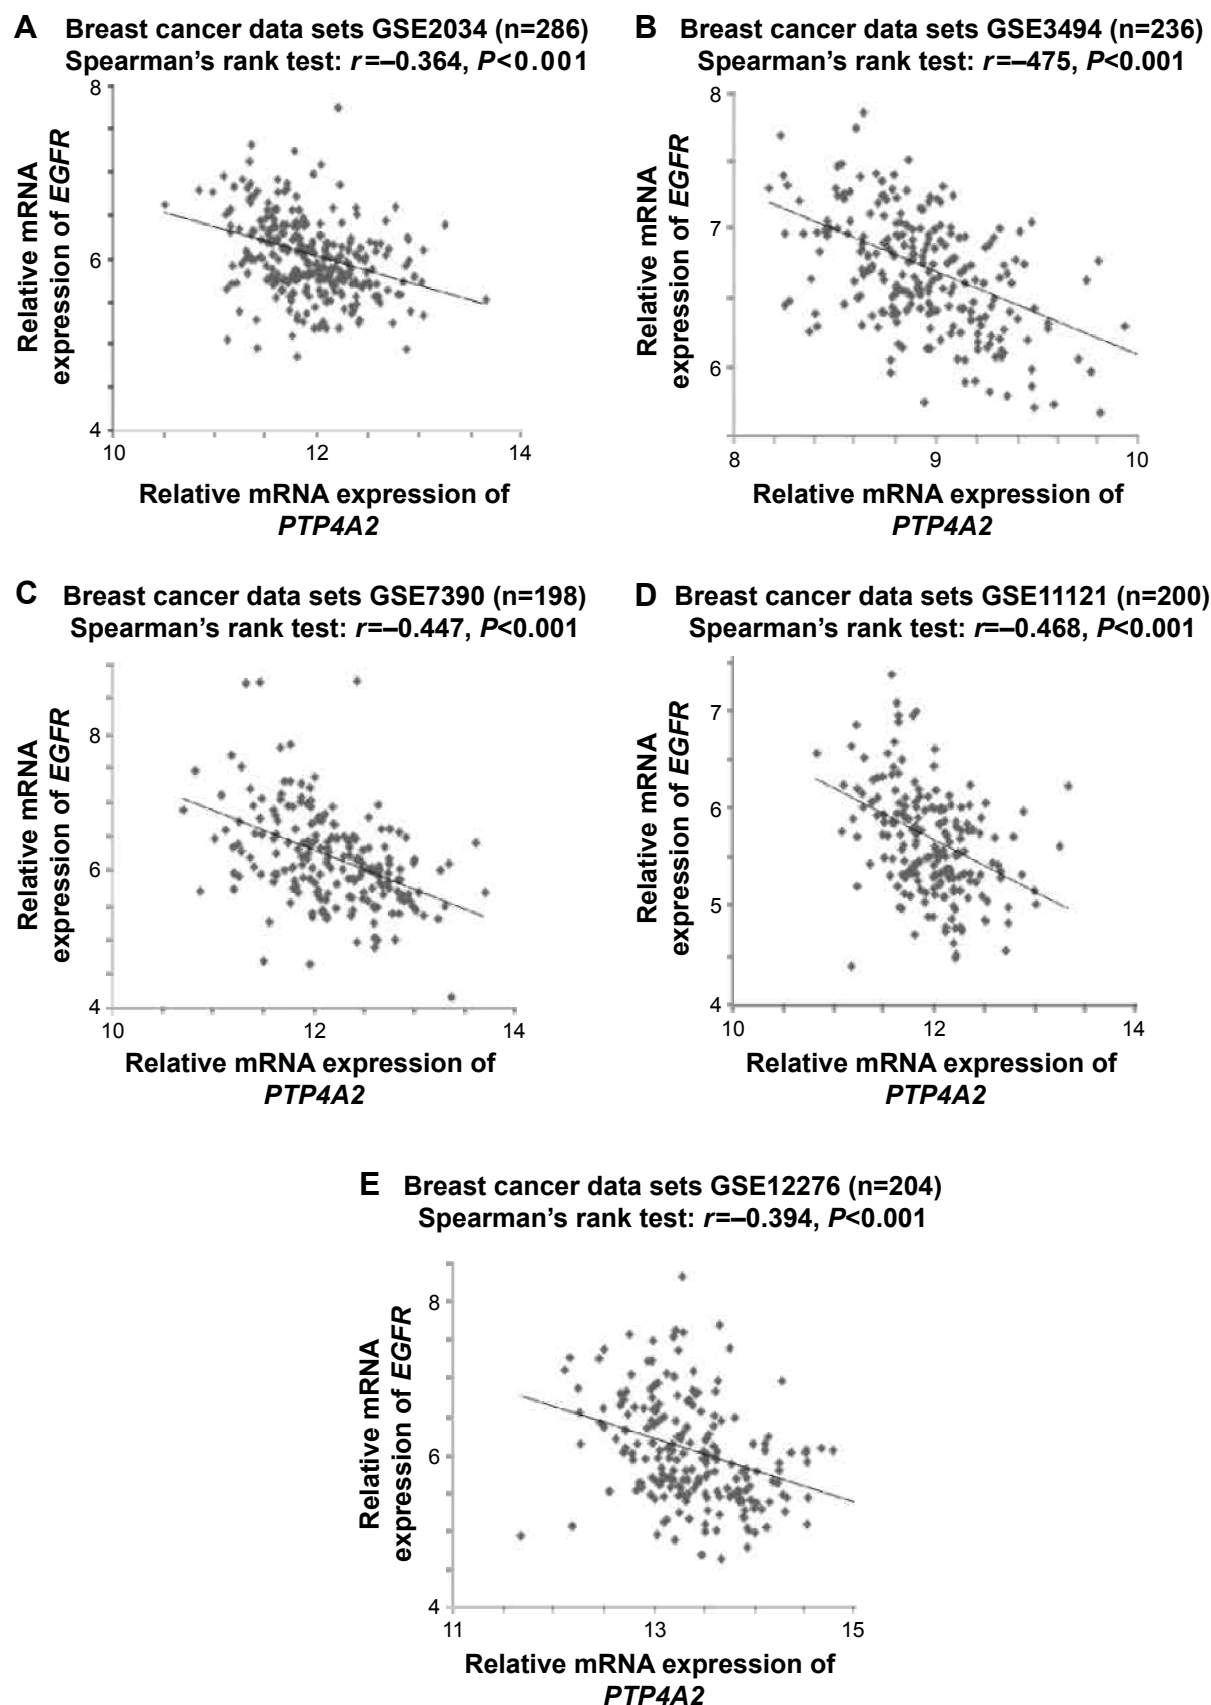 A Breast cancer data sets GSE2034 (n=286)
Spearman's rank test: r=–0.364, P<0.001
8
6
4
10 12 14
Relative mRNA
expression of EGFR
Relative mRNA expression of
PTP4A2
B Breast cancer data sets GSE3494 (n=236)
Spearman's rank test: r=–475, P<0.001
8
7
6
8 9 10
Relative mRNA
expression of EGFR
Relative mRNA expression of
PTP4A2
C Breast cancer data sets GSE7390 (n=198)
Spearman's rank test: r=–0.447, P<0.001
8
6
4
10 12 14
Relative mRNA
expression of EGFR
Relative mRNA expression of
PTP4A2
D Breast cancer data sets GSE11121 (n=200)
Spearman's rank test: r=–0.468, P<0.001
7
6
5
4
10 12 14
Relative mRNA
expression of EGFR
Relative mRNA expression of
PTP4A2
E Breast cancer data sets GSE12276 (n=204)
Spearman's rank test: r=–0.394, P<0.001
8
6
4
11 13 15
Relative mRNA
expression of EGFR
Relative mRNA expression of
PTP4A2